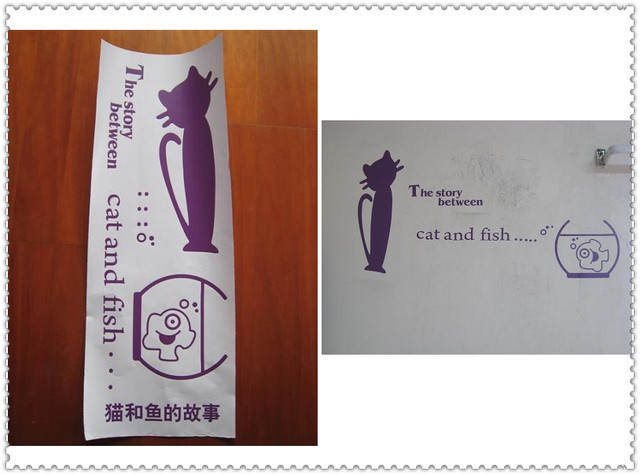 The story
between
cat and fish . . .
猫和鱼的故事
The story
between
cat and fish .....